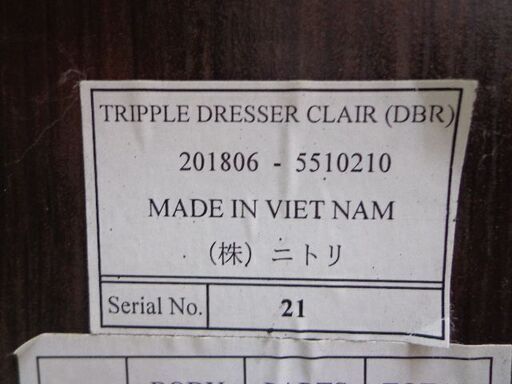 TRIPPLE DRESSER CLAIR (DBR)
201806 - 5510210
MADE IN VIET NAM
(株) ニトリ
Serial No. 21